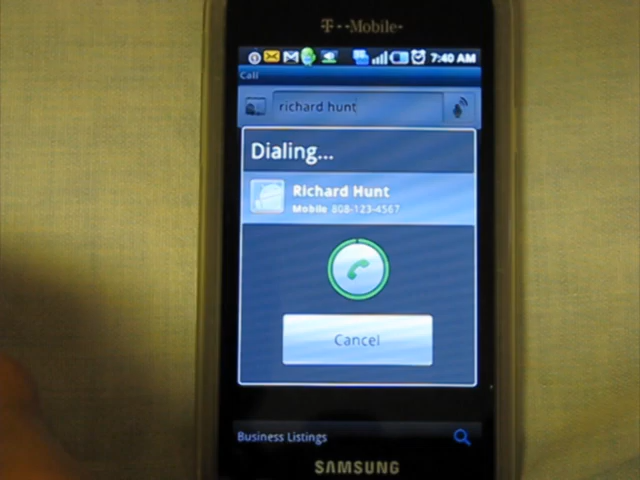 T··Mobile·
7:40 AM
Call
richard hunt
Dialing...
Richard Hunt
Mobile 808-123-4567
Cancel
Business Listings
SAMSUNG